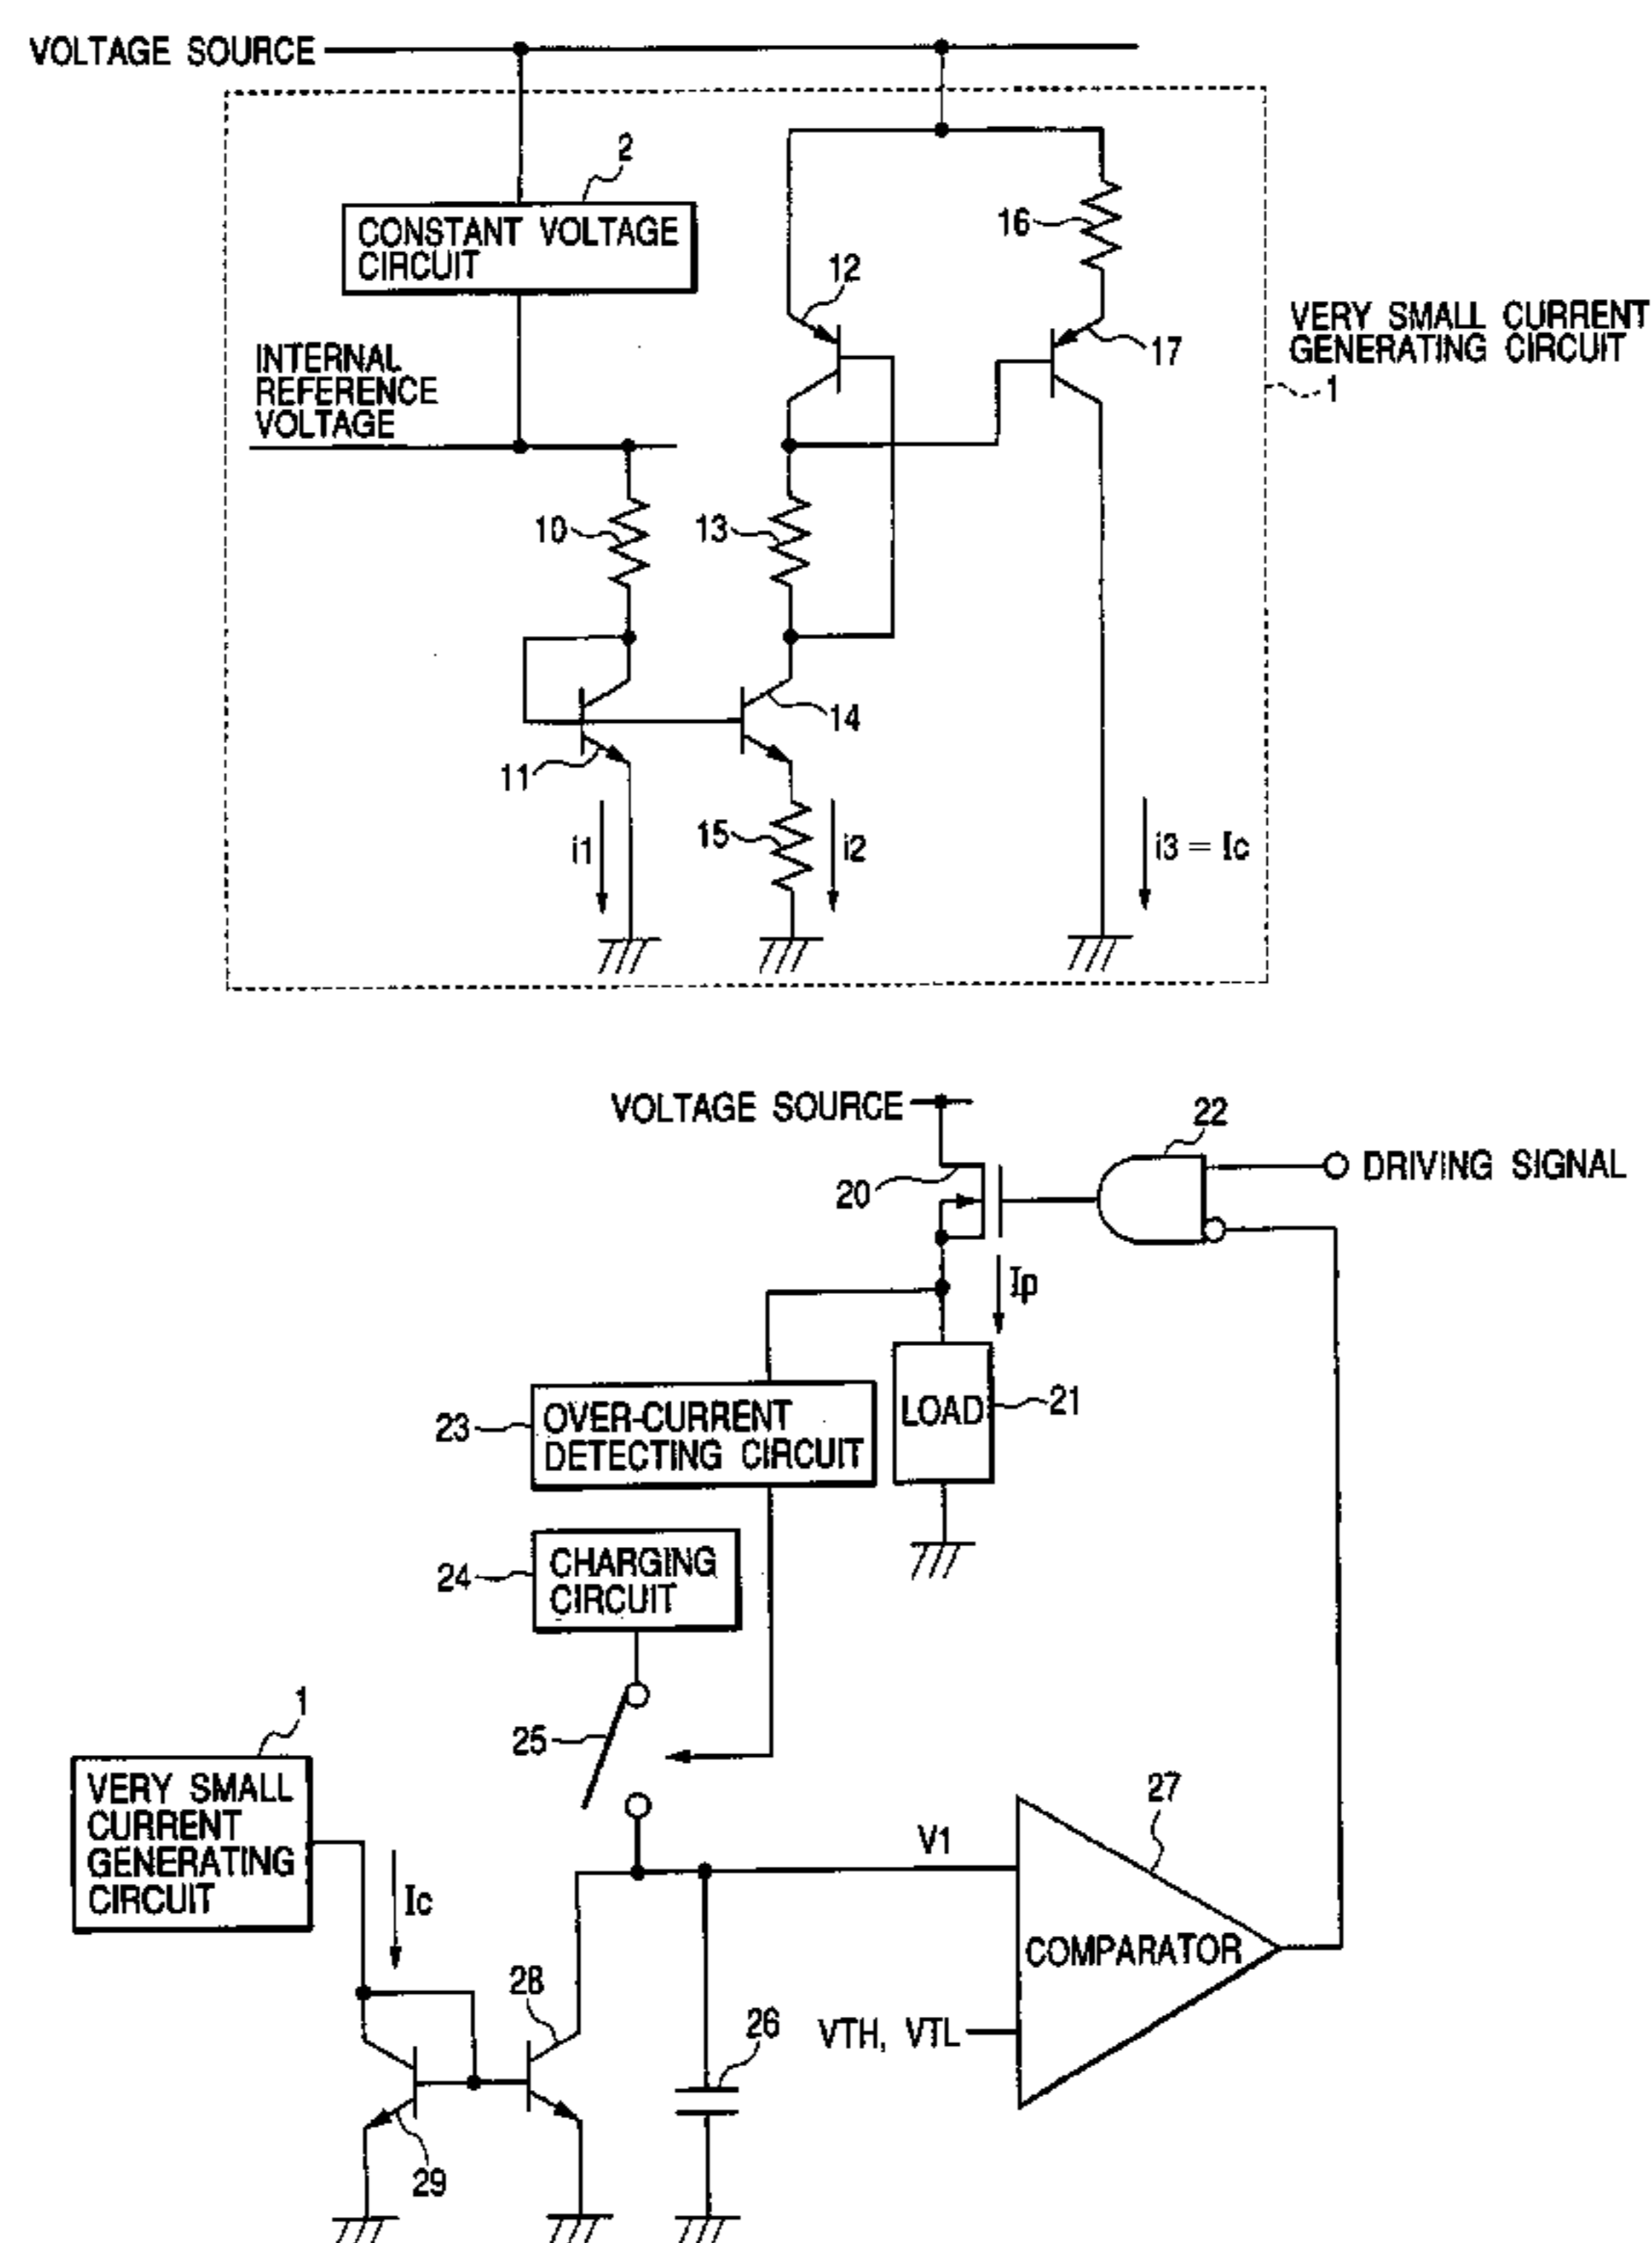 VOLTAGE SOURCE
2
CONSTANT VOLTAGE
CIRCUIT
16
12
VERY SMALL CURRENT
GENERATING CIRCUIT
17
1
INTERNAL
REFERENCE
VOLTAGE
10
13
14
11
15
i1
i2
i3 = Ic
VOLTAGE SOURCE
22
DRIVING SIGNAL
20
Ip
LOAD
21
23
OVER-CURRENT
DETECTING CIRCUIT
24
CHARGING
CIRCUIT
1
25
VERY SMALL
CURRENT
GENERATING
CIRCUIT
27
V1
Ic
COMPARATOR
28
26
VTH, VTL
29